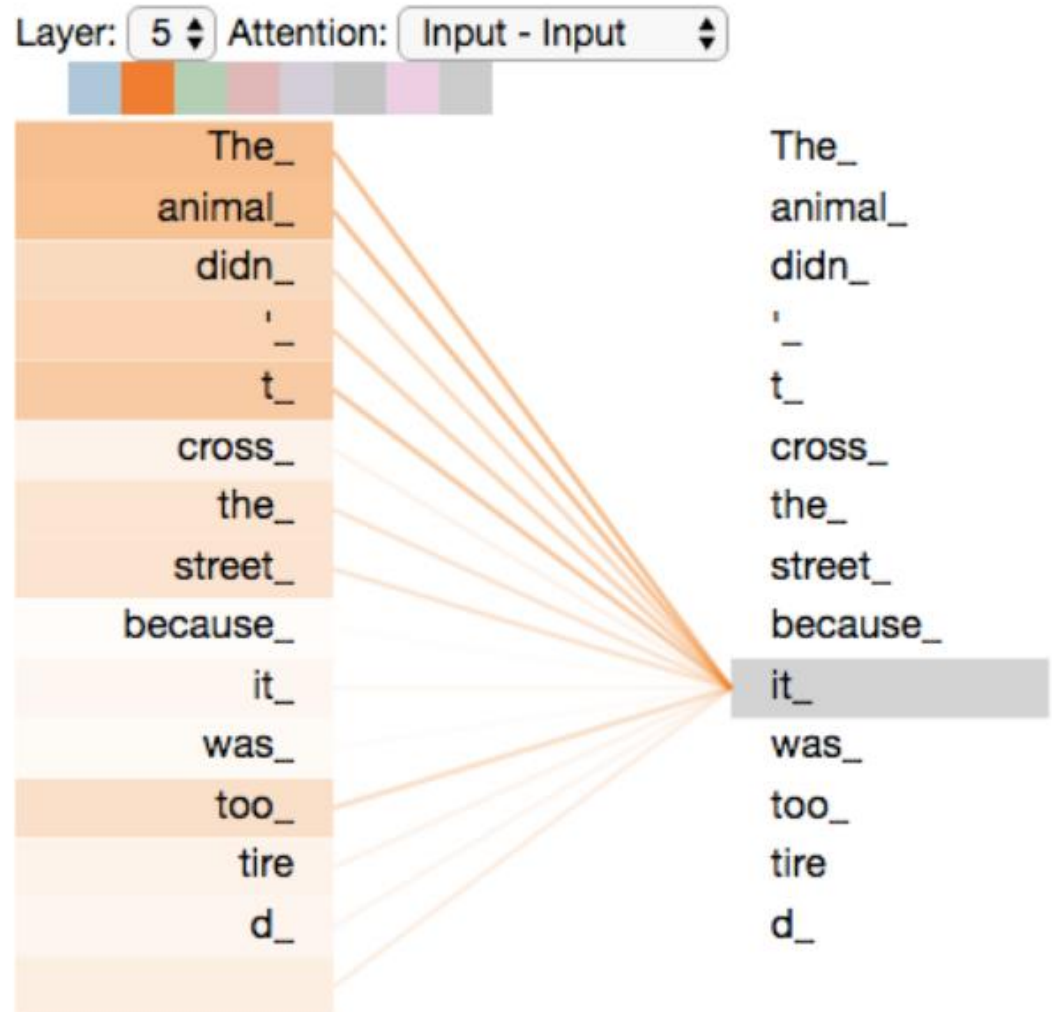 Layer: 5 Attention: Input - Input
The_ The_
animal_ animal_
didn_ didn_
'_ '_
t_ t_
cross_ cross_
the_ the_
street_ street_
because_ because_
it_ it_
was_ was_
too_ too_
tire tire
d_ d_